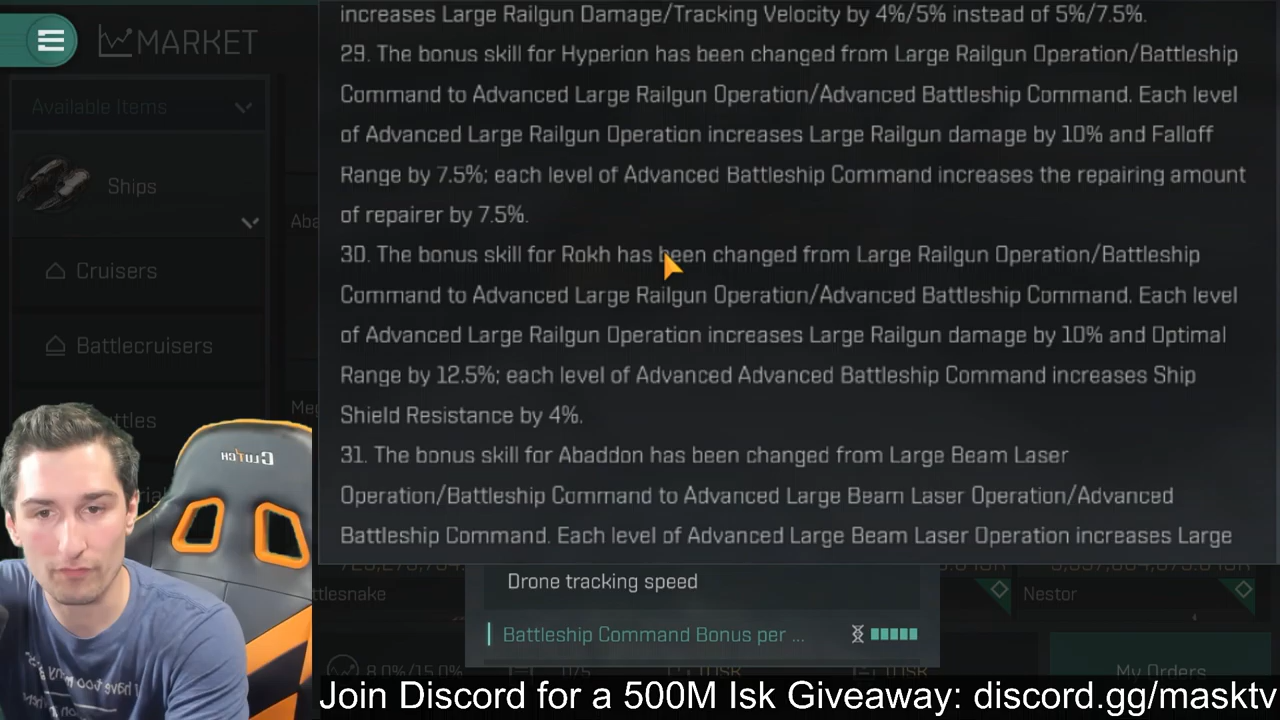 MARKET
Available Items
Ships
Cruisers
Battlecruisers
increases Large Railgun Damage/Tracking Velocity by 4%/5% instead of 5%/7.5%.
29. The bonus skill for Hyperion has been changed from Large Railgun Operation/Battleship
Command to Advanced Large Railgun Operation/Advanced Battleship Command. Each level
of Advanced Large Railgun Operation increases Large Railgun damage by 10% and Falloff
Range by 7.5%; each level of Advanced Battleship Command increases the repairing amount
of repairer by 7.5%.
30. The bonus skill for Rokh has been changed from Large Railgun Operation/Battleship
Command to Advanced Large Railgun Operation/Advanced Battleship Command. Each level
of Advanced Large Railgun Operation increases Large Railgun damage by 10% and Optimal
Range by 12.5%; each level of Advanced Advanced Battleship Command increases Ship
Shield Resistance by 4%.
31. The bonus skill for Abaddon has been changed from Large Beam Laser
Operation/Battleship Command to Advanced Large Beam Laser Operation/Advanced
Battleship Command. Each level of Advanced Large Beam Laser Operation increases Large
Drone tracking speed
Battleship Command Bonus per ...
Nestor
8.0%/15.0%
My Orders
CLUTCH
Join Discord for a 500M Isk Giveaway: discord.gg/masktv